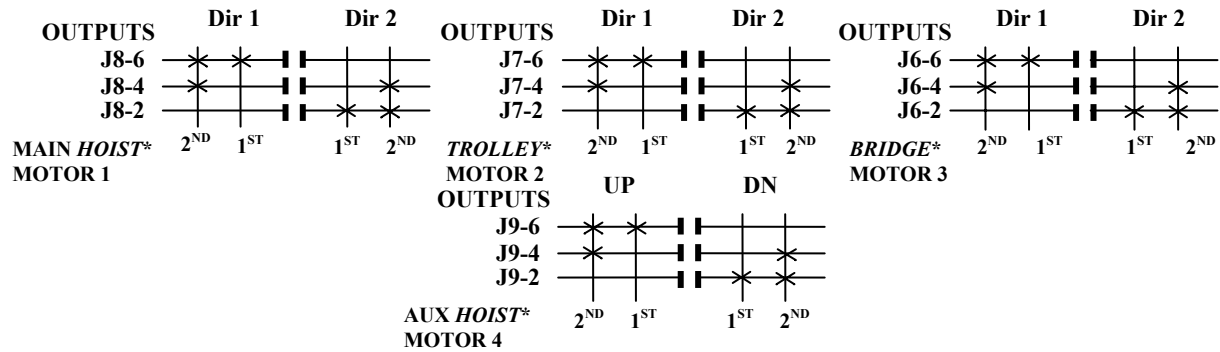 Dir 1 Dir 2
OUTPUTS
J8-6
J8-4
J8-2
2ND 1ST 1ST 2ND
MAIN HOIST*
MOTOR 1
Dir 1 Dir 2
OUTPUTS
J7-6
J7-4
J7-2
2ND 1ST 1ST 2ND
TROLLEY*
MOTOR 2
Dir 1 Dir 2
OUTPUTS
J6-6
J6-4
J6-2
2ND 1ST 1ST 2ND
BRIDGE*
MOTOR 3
UP DN
OUTPUTS
J9-6
J9-4
J9-2
2ND 1ST 1ST 2ND
AUX HOIST*
MOTOR 4